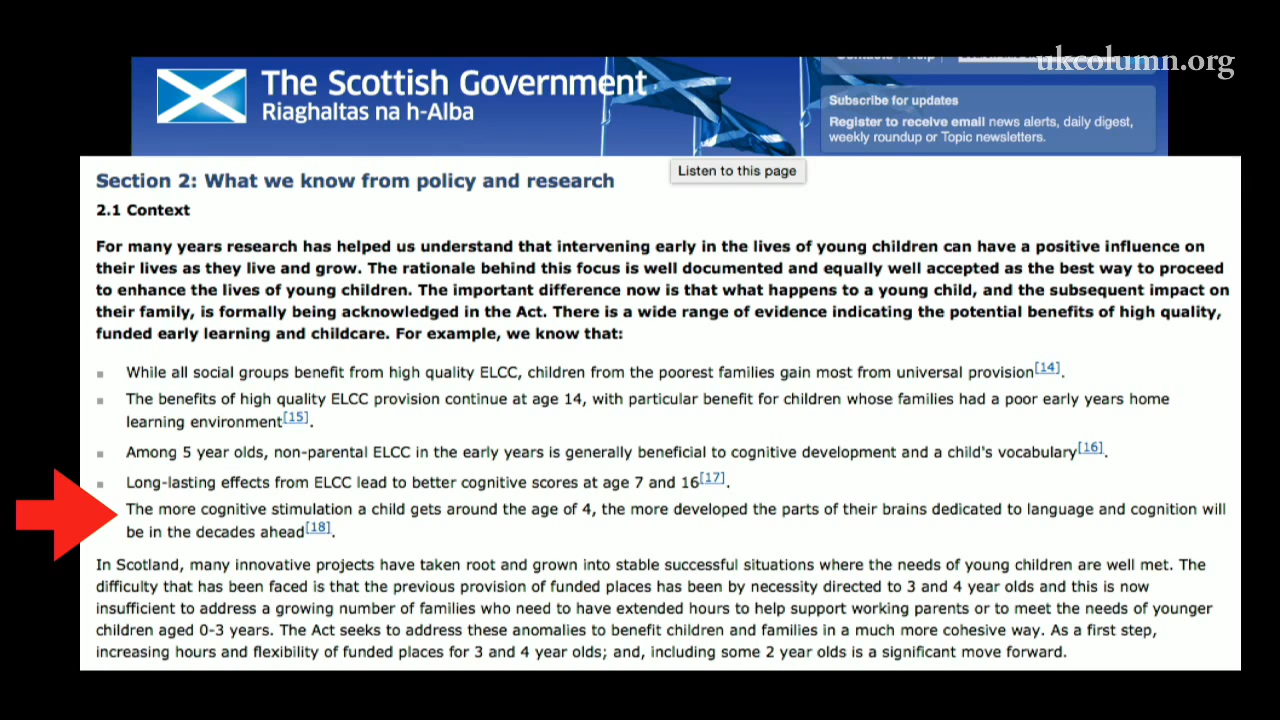 ukcolumn.org
The Scottish Government
Riaghaltas na h-Alba
Subscribe for updates
Register to receive email news alerts, daily digest,
weekly roundup or Topic newsletters.
Listen to this page
Section 2: What we know from policy and research
2.1 Context
For many years research has helped us understand that intervening early in the lives of young children can have a positive influence on
their lives as they live and grow. The rationale behind this focus is well documented and equally well accepted as the best way to proceed
to enhance the lives of young children. The important difference now is that what happens to a young child, and the subsequent impact on
their family, is formally being acknowledged in the Act. There is a wide range of evidence indicating the potential benefits of high quality,
funded early learning and childcare. For example, we know that:
While all social groups benefit from high quality ELCC, children from the poorest families gain most from universal provision[14].
The benefits of high quality ELCC provision continue at age 14, with particular benefit for children whose families had a poor early years home
learning environment[15].
Among 5 year olds, non-parental ELCC in the early years is generally beneficial to cognitive development and a child's vocabulary[16].
Long-lasting effects from ELCC lead to better cognitive scores at age 7 and 16[17].
The more cognitive stimulation a child gets around the age of 4, the more developed the parts of their brains dedicated to language and cognition will
be in the decades ahead[18].
In Scotland, many innovative projects have taken root and grown into stable successful situations where the needs of young children are well met. The
difficulty that has been faced is that the previous provision of funded places has been by necessity directed to 3 and 4 year olds and this is now
insufficient to address a growing number of families who need to have extended hours to help support working parents or to meet the needs of younger
children aged 0-3 years. The Act seeks to address these anomalies to benefit children and families in a much more cohesive way. As a first step,
increasing hours and flexibility of funded places for 3 and 4 year olds; and, including some 2 year olds is a significant move forward.